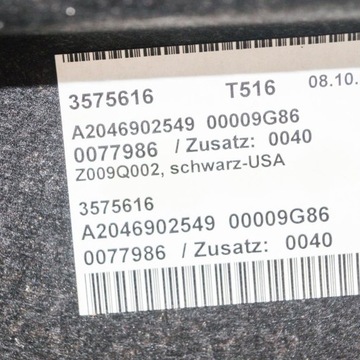 3575616 T516 08.10.
A2046902549 00009G86
0077986 / Zusatz: 0040
Z009Q002, schwarz-USA
3575616
A2046902549 00009G86
0077986 / Zusatz: 0040